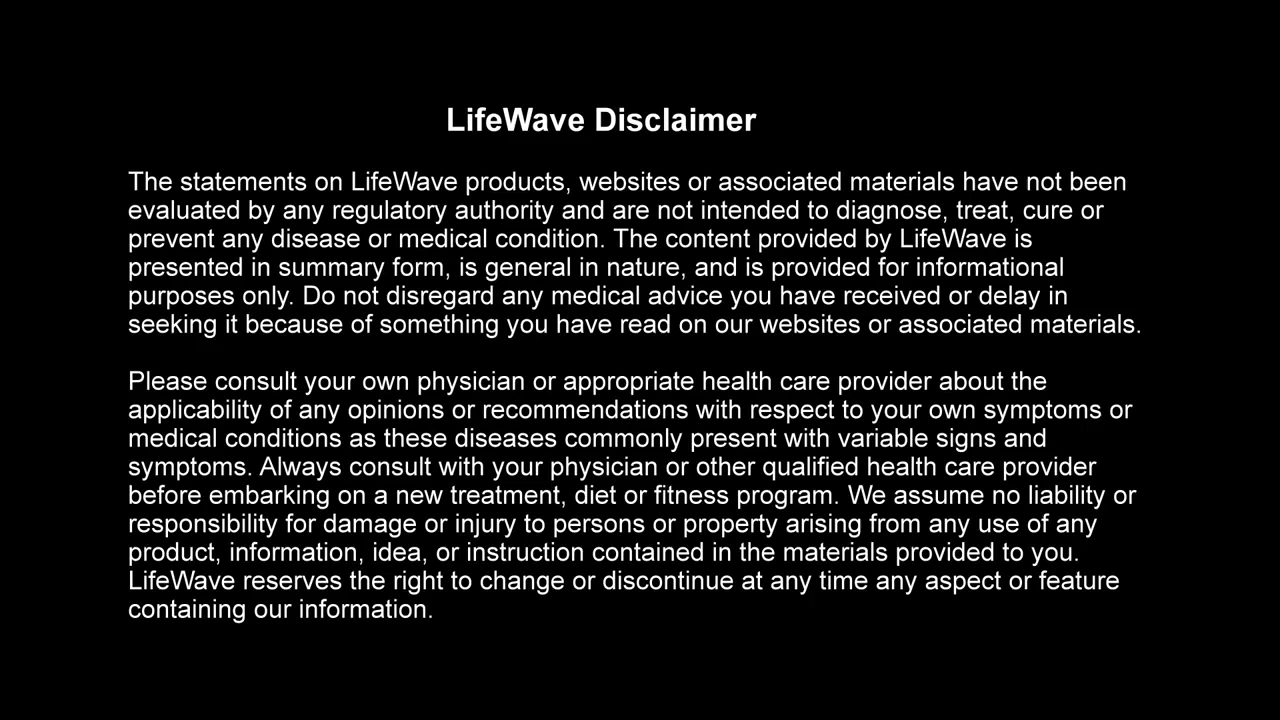 LifeWave Disclaimer
The statements on LifeWave products, websites or associated materials have not been
evaluated by any regulatory authority and are not intended to diagnose, treat, cure or
prevent any disease or medical condition. The content provided by LifeWave is
presented in summary form, is general in nature, and is provided for informational
purposes only. Do not disregard any medical advice you have received or delay in
seeking it because of something you have read on our websites or associated materials.
Please consult your own physician or appropriate health care provider about the
applicability of any opinions or recommendations with respect to your own symptoms or
medical conditions as these diseases commonly present with variable signs and
symptoms. Always consult with your physician or other qualified health care provider
before embarking on a new treatment, diet or fitness program. We assume no liability or
responsibility for damage or injury to persons or property arising from any use of any
product, information, idea, or instruction contained in the materials provided to you.
LifeWave reserves the right to change or discontinue at any time any aspect or feature
containing our information.